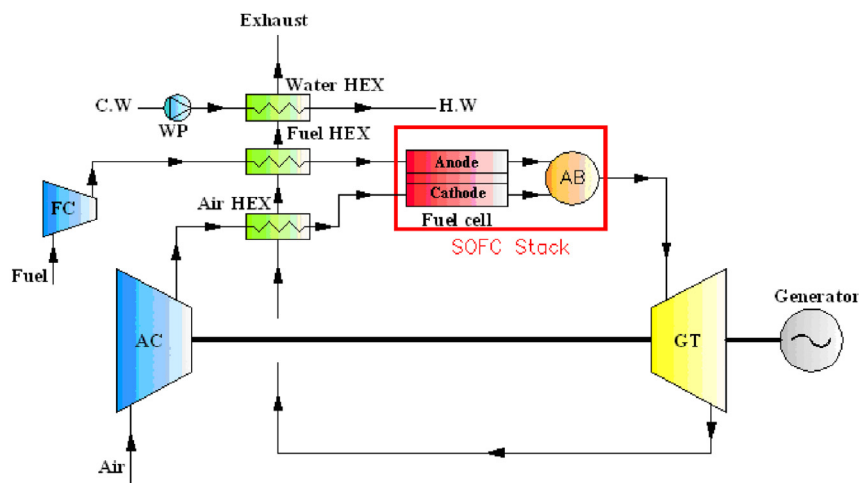 Exhaust
Water HEX
C.W
H.W
WP
Fuel HEX
Anode
AB
Cathode
FC
Air HEX
Fuel cell
SOFC Stack
Fuel
Generator
AC
GT
Air